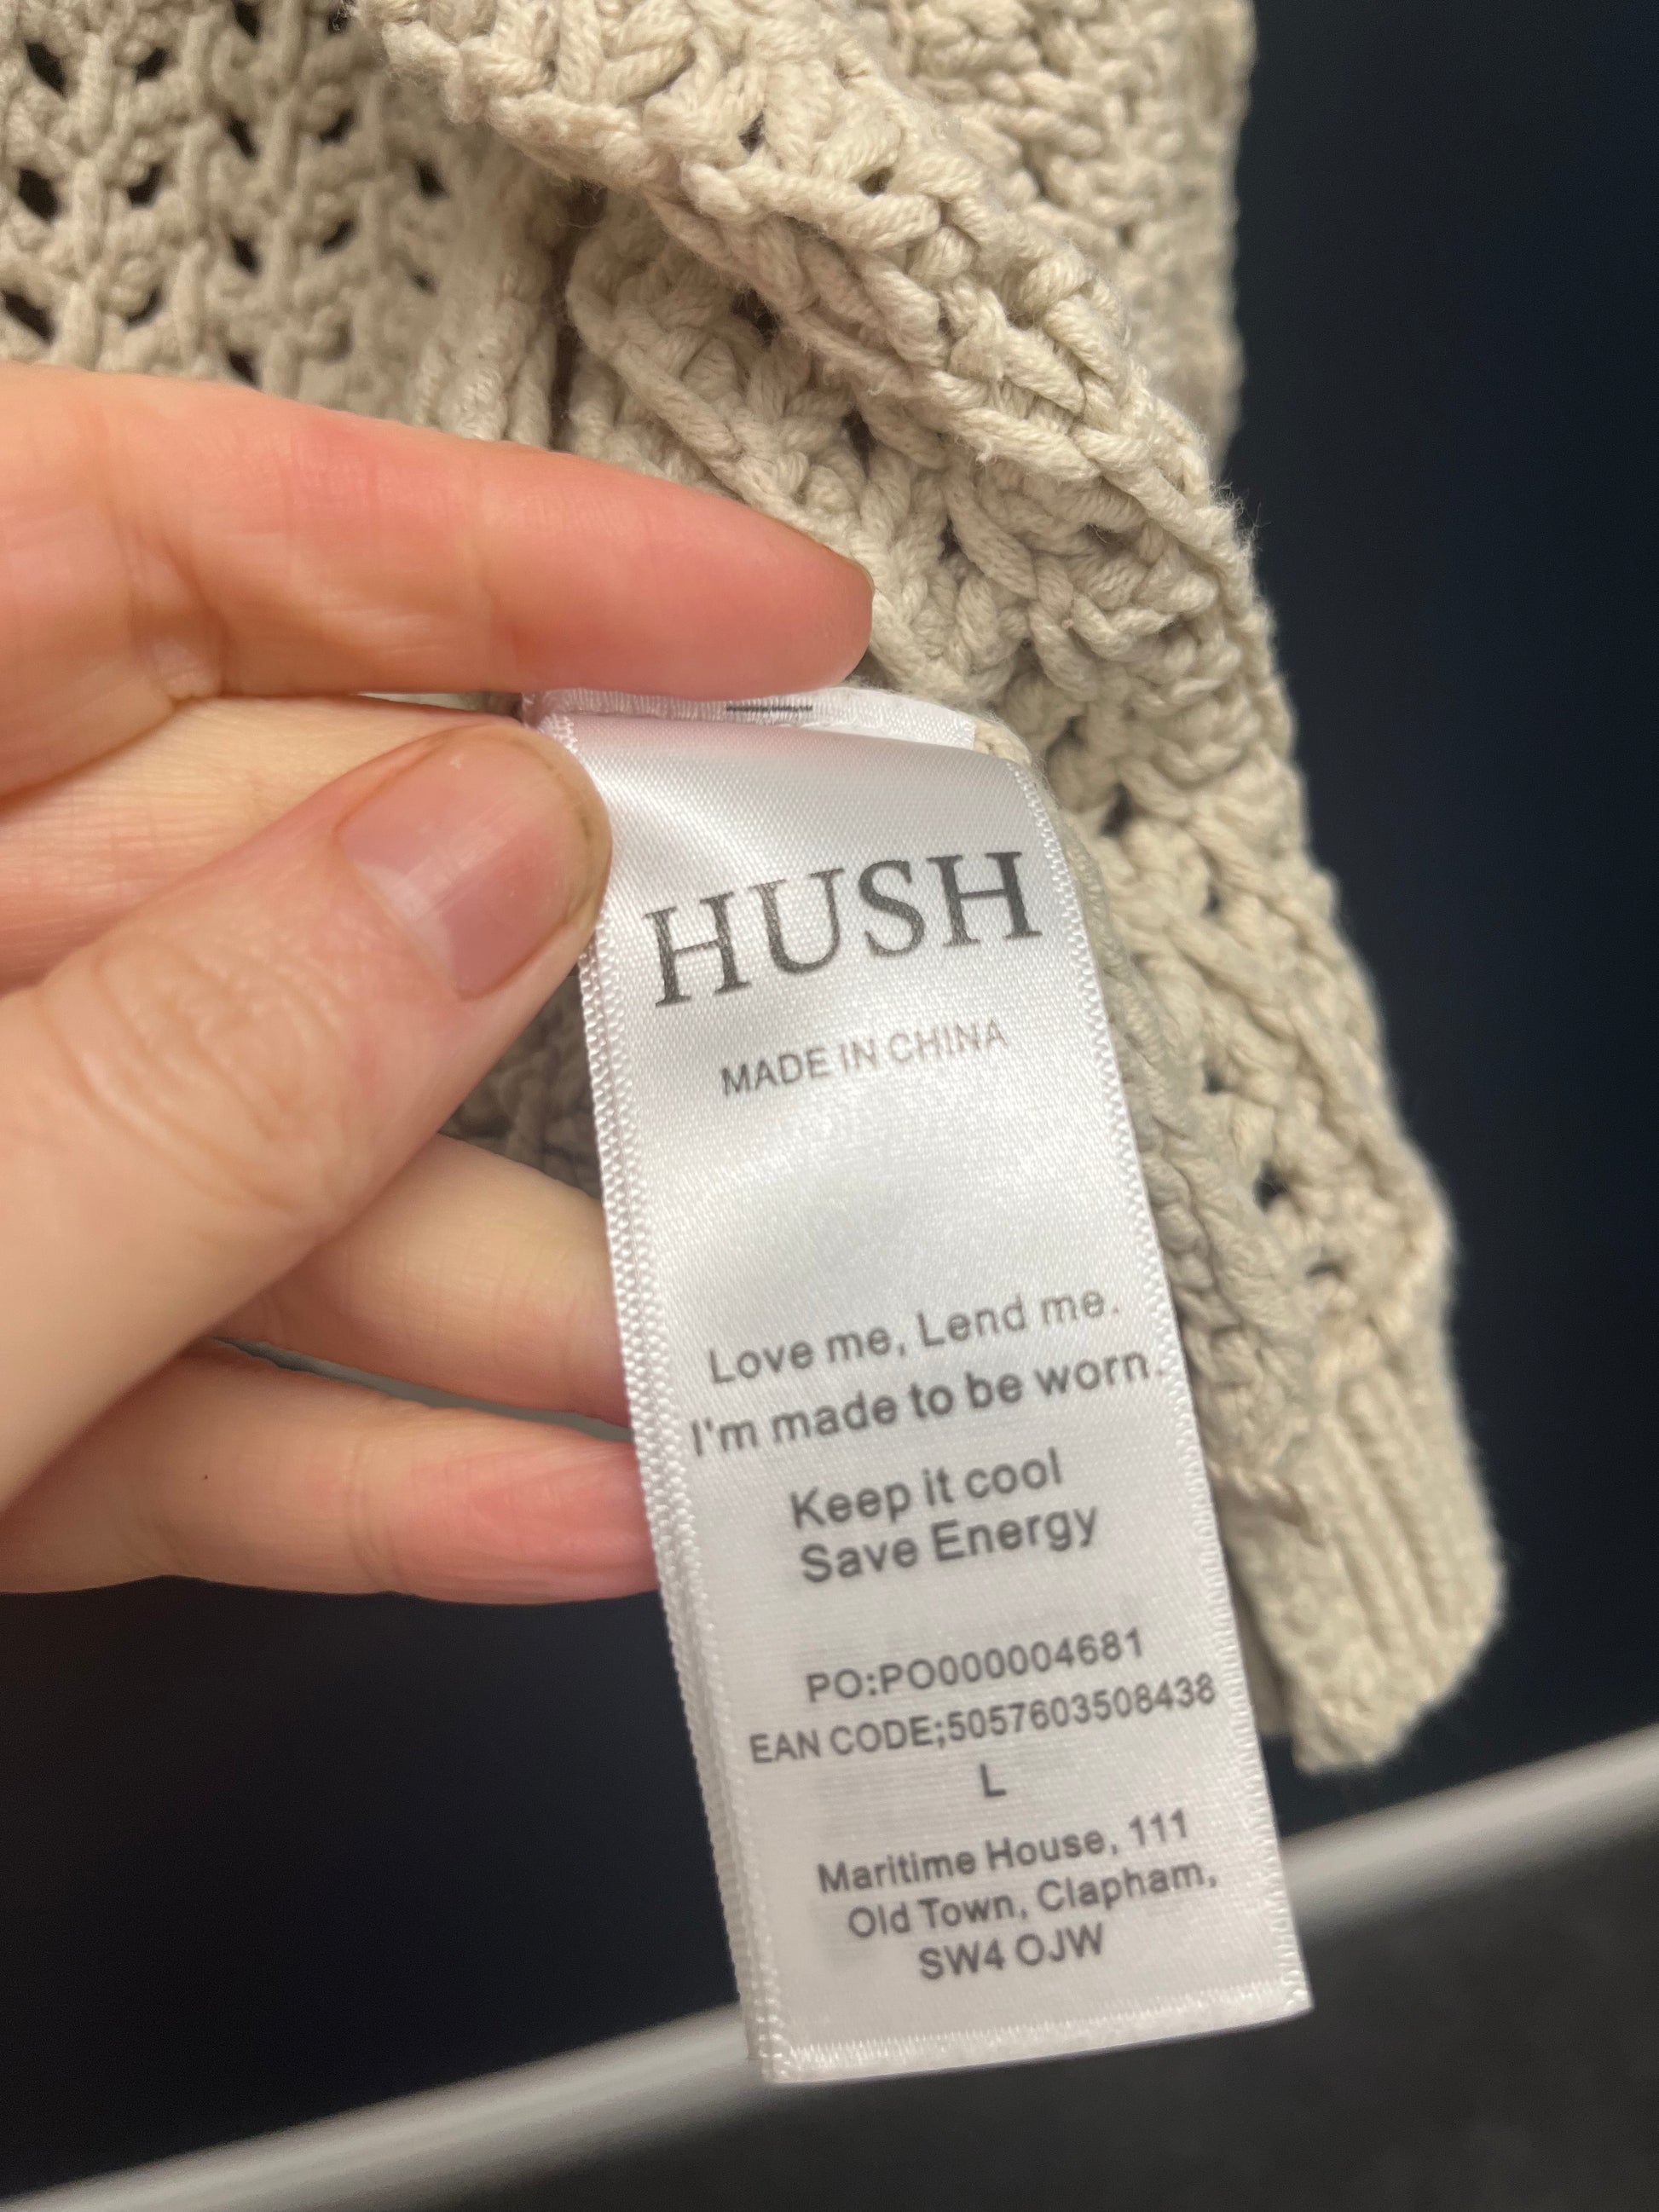 HUSH
MADE IN CHINA
Love me, Lend me.
I'm made to be worn.
Keep it cool
Save Energy
PO:PO000004681
EAN CODE;5057603508438
L
Maritime House, 111
Old Town, Clapham,
SW4 OJW